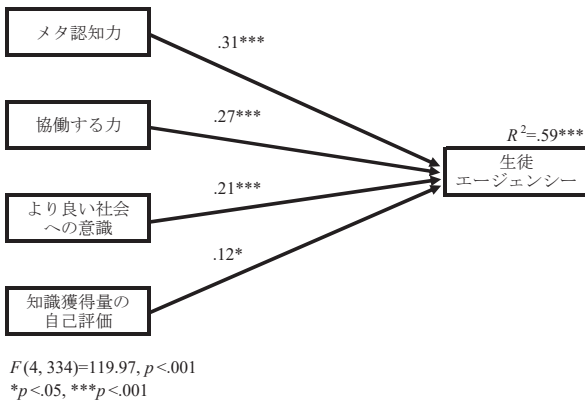 メタ認知力
.31***
協働する力
.27***
R²=.59***
生徒
エージェンシー
より良い社会
への意識
.21***
.12*
知識獲得量の
自己評価
F(4, 334)=119.97, p<.001
*p<.05, ***p<.001